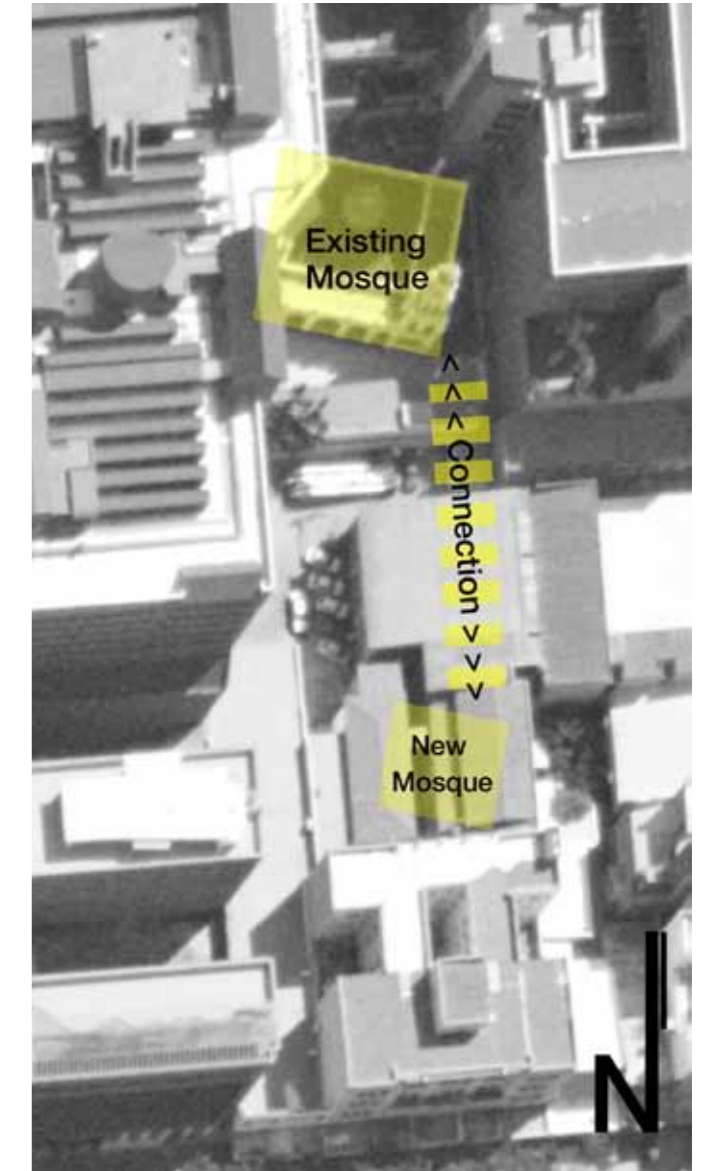 Existing
Mosque
< < < Connection > > >
New
Mosque
N